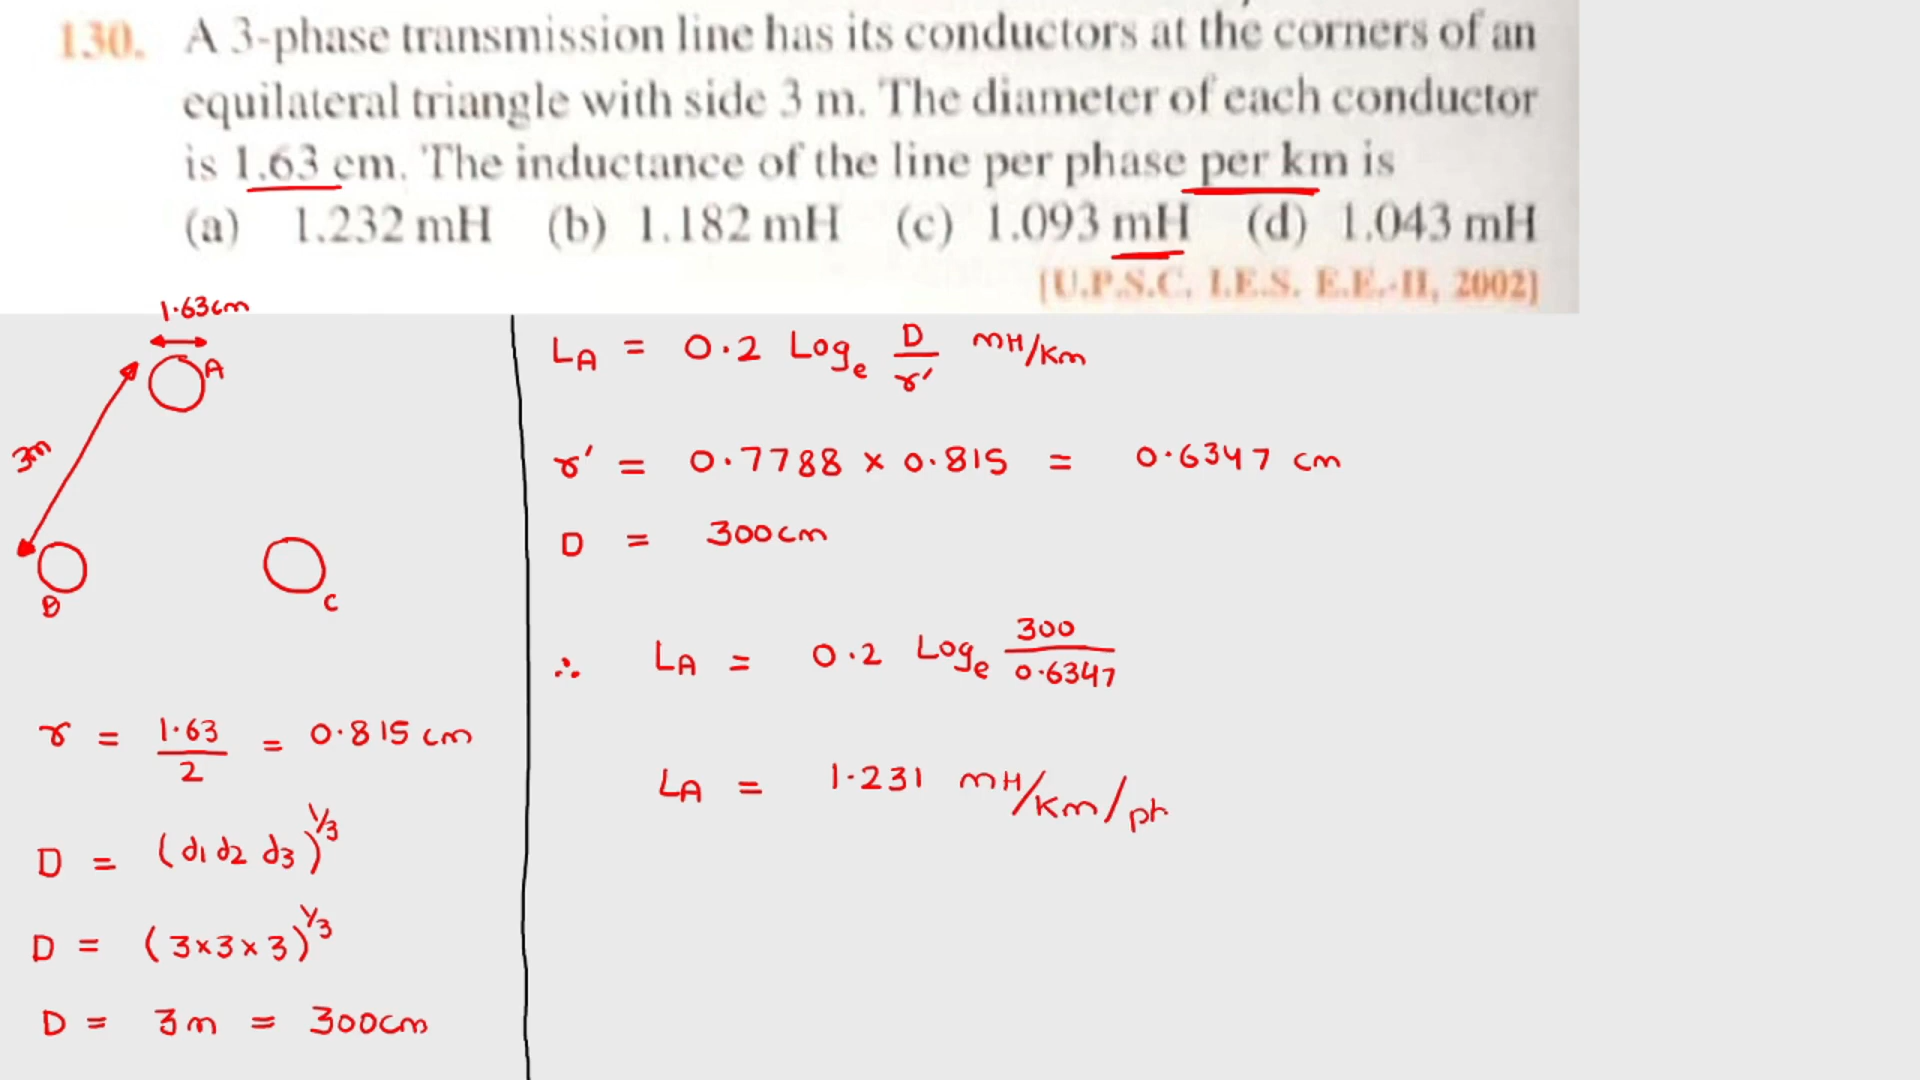 130. A 3-phase transmission line has its conductors at the corners of an
equilateral triangle with side 3 m. The diameter of each conductor
is 1.63 cm. The inductance of the line per phase per km is
(a) 1.232 mH (b) 1.182 mH (c) 1.093 mH (d) 1.043 mH
[U.P.S.C. I.E.S. E.E.-II, 2002]
1.63cm
A
3m
B
C
r = 1.63/2 = 0.815 cm
D = (d1 d2 d3)^1/3
D = (3×3×3)^1/3
D = 3m = 300cm
LA = 0.2 Loge D/r' mH/km
r' = 0.7788 × 0.815 = 0.6347 cm
D = 300cm
∴ LA = 0.2 Loge 300/0.6347
LA = 1.231 mH/km/ph